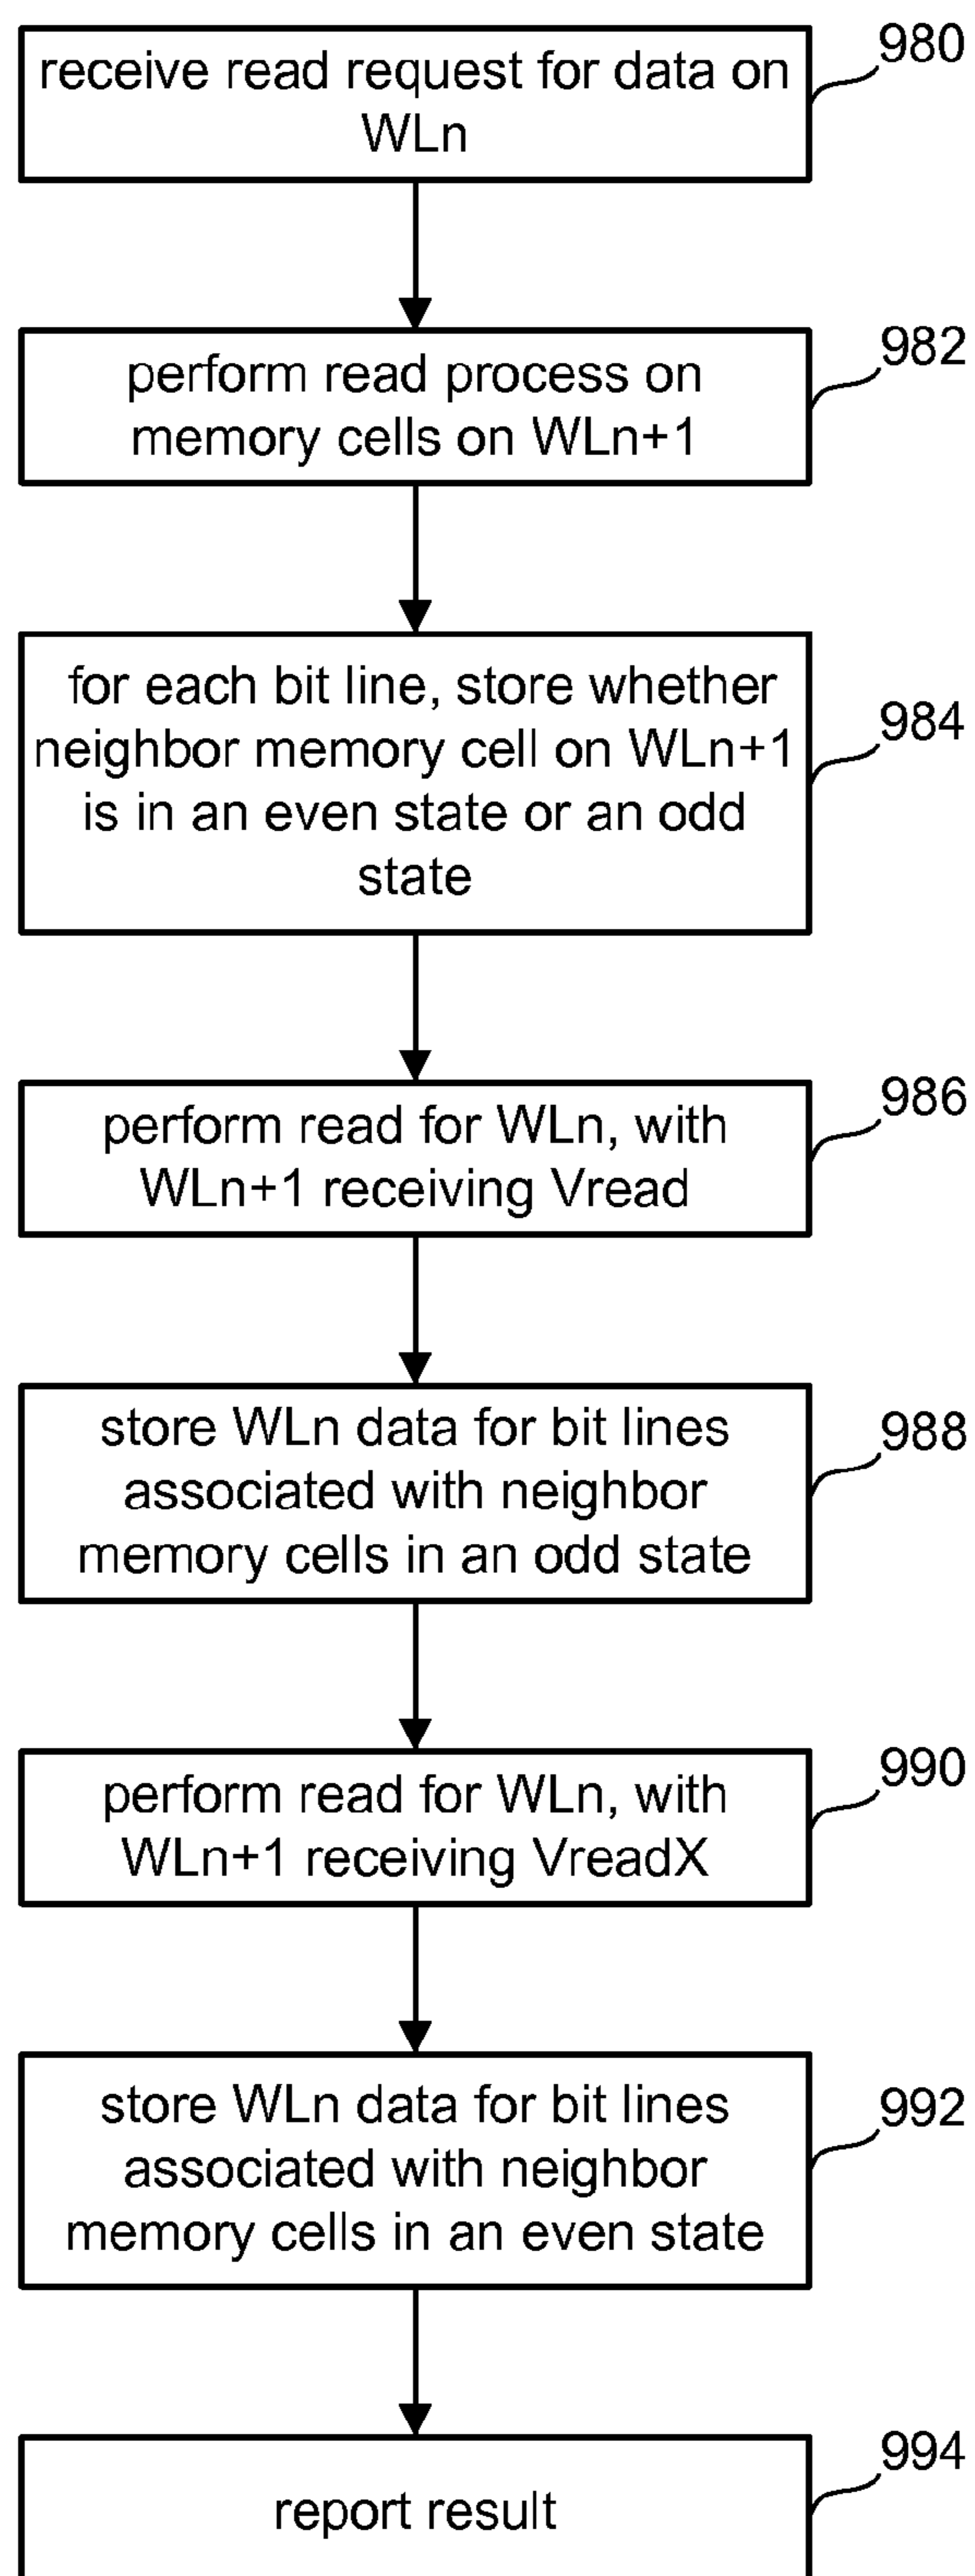 980
receive read request for data on
WLn
982
perform read process on
memory cells on WLn+1
984
for each bit line, store whether
neighbor memory cell on WLn+1
is in an even state or an odd
state
986
perform read for WLn, with
WLn+1 receiving Vread
988
store WLn data for bit lines
associated with neighbor
memory cells in an odd state
990
perform read for WLn, with
WLn+1 receiving VreadX
992
store WLn data for bit lines
associated with neighbor
memory cells in an even state
994
report result